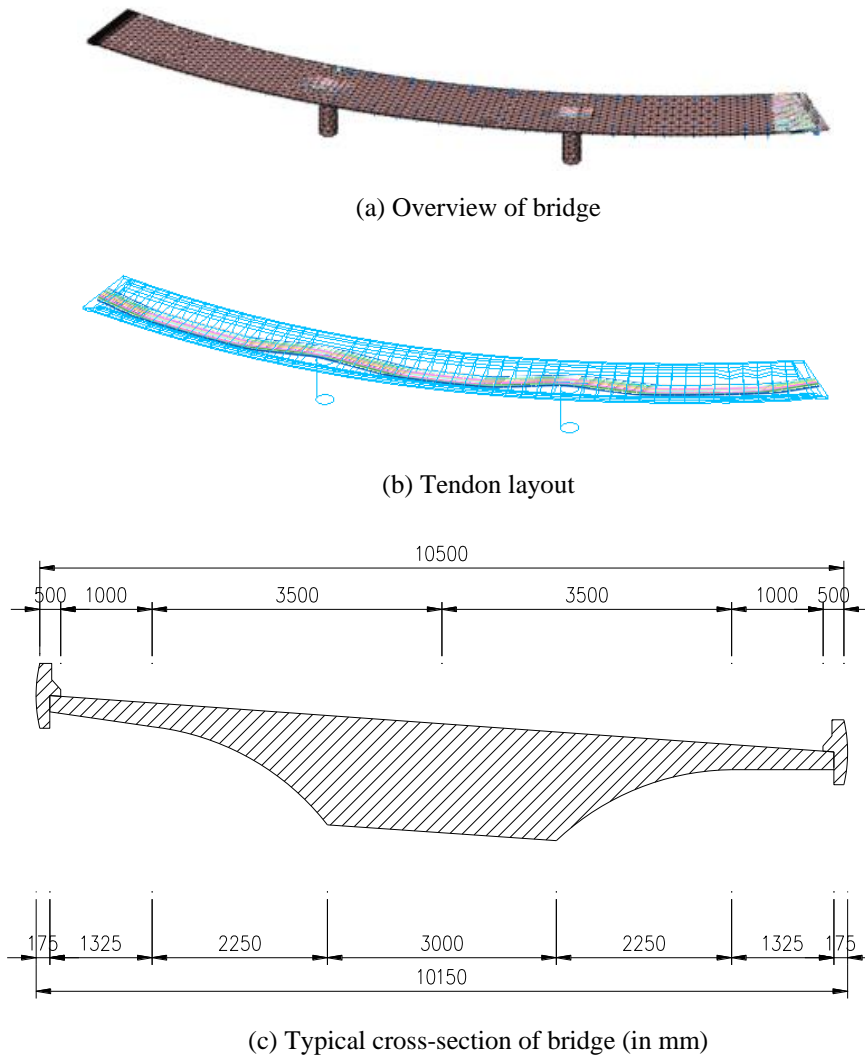 (a) Overview of bridge
(b) Tendon layout
10500
500 1000 3500 3500 1000 500
175 1325 2250 3000 2250 1325 175
10150
(c) Typical cross-section of bridge (in mm)